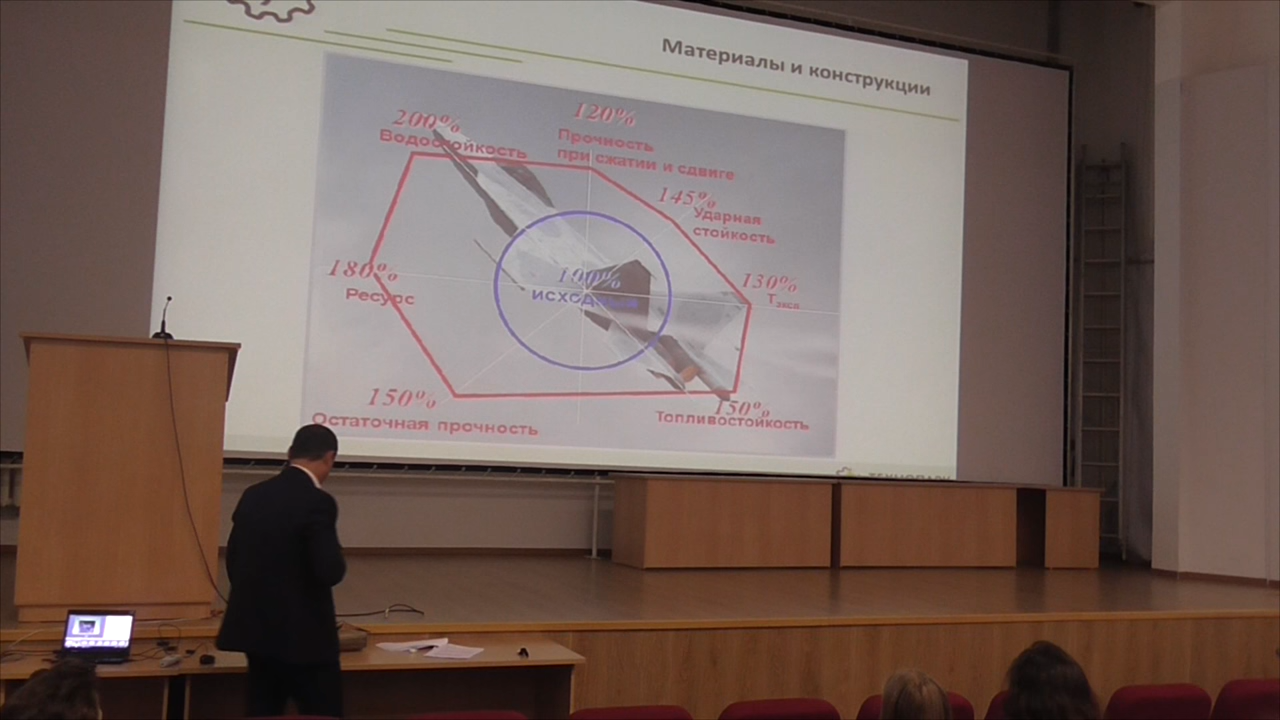 Материалы и конструкции
200%
Водостойкость
120%
Прочность
при сжатии и сдвиге
145%
Ударная
стойкость
130%
Тэксп
180%
Ресурс
100%
исходный
150%
Остаточная прочность
150%
Топливостойкость
ТЕХНОПАРК